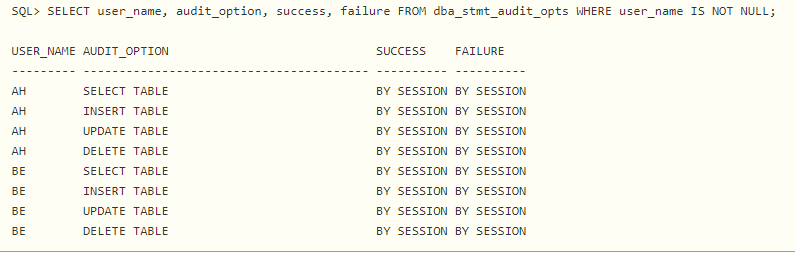 SQL> SELECT user_name, audit_option, success, failure FROM dba_stmt_audit_opts WHERE user_name IS NOT NULL;
USER_NAME AUDIT_OPTION                             SUCCESS    FAILURE
--------- ---------------------------------------- ---------- ----------
AH        SELECT TABLE                             BY SESSION BY SESSION
AH        INSERT TABLE                             BY SESSION BY SESSION
AH        UPDATE TABLE                             BY SESSION BY SESSION
AH        DELETE TABLE                             BY SESSION BY SESSION
BE        SELECT TABLE                             BY SESSION BY SESSION
BE        INSERT TABLE                             BY SESSION BY SESSION
BE        UPDATE TABLE                             BY SESSION BY SESSION
BE        DELETE TABLE                             BY SESSION BY SESSION